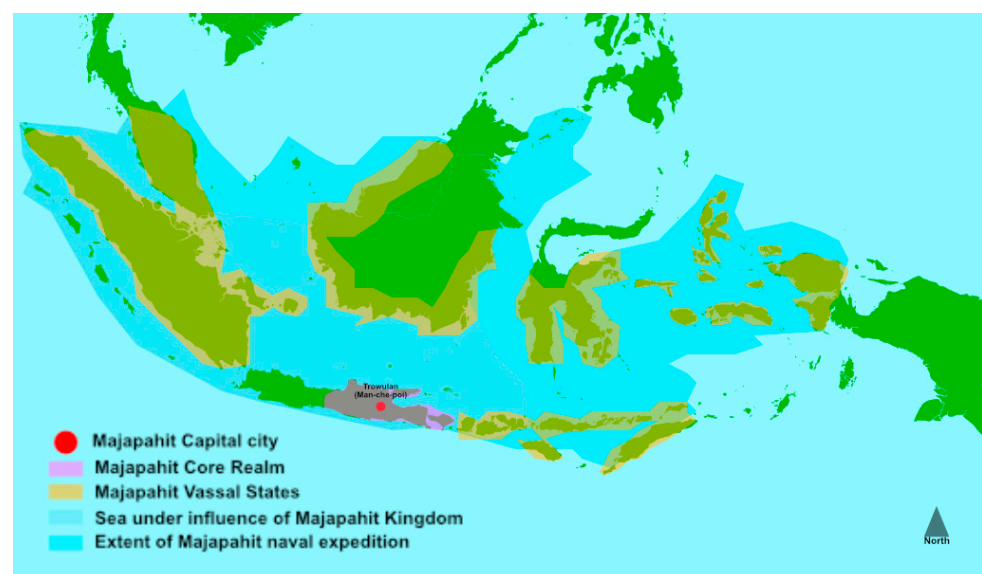 Trowulan
(Man-che-poi)
Majapahit Capital city
Majapahit Core Realm
Majapahit Vassal States
Sea under influence of Majapahit Kingdom
Extent of Majapahit naval expedition
North